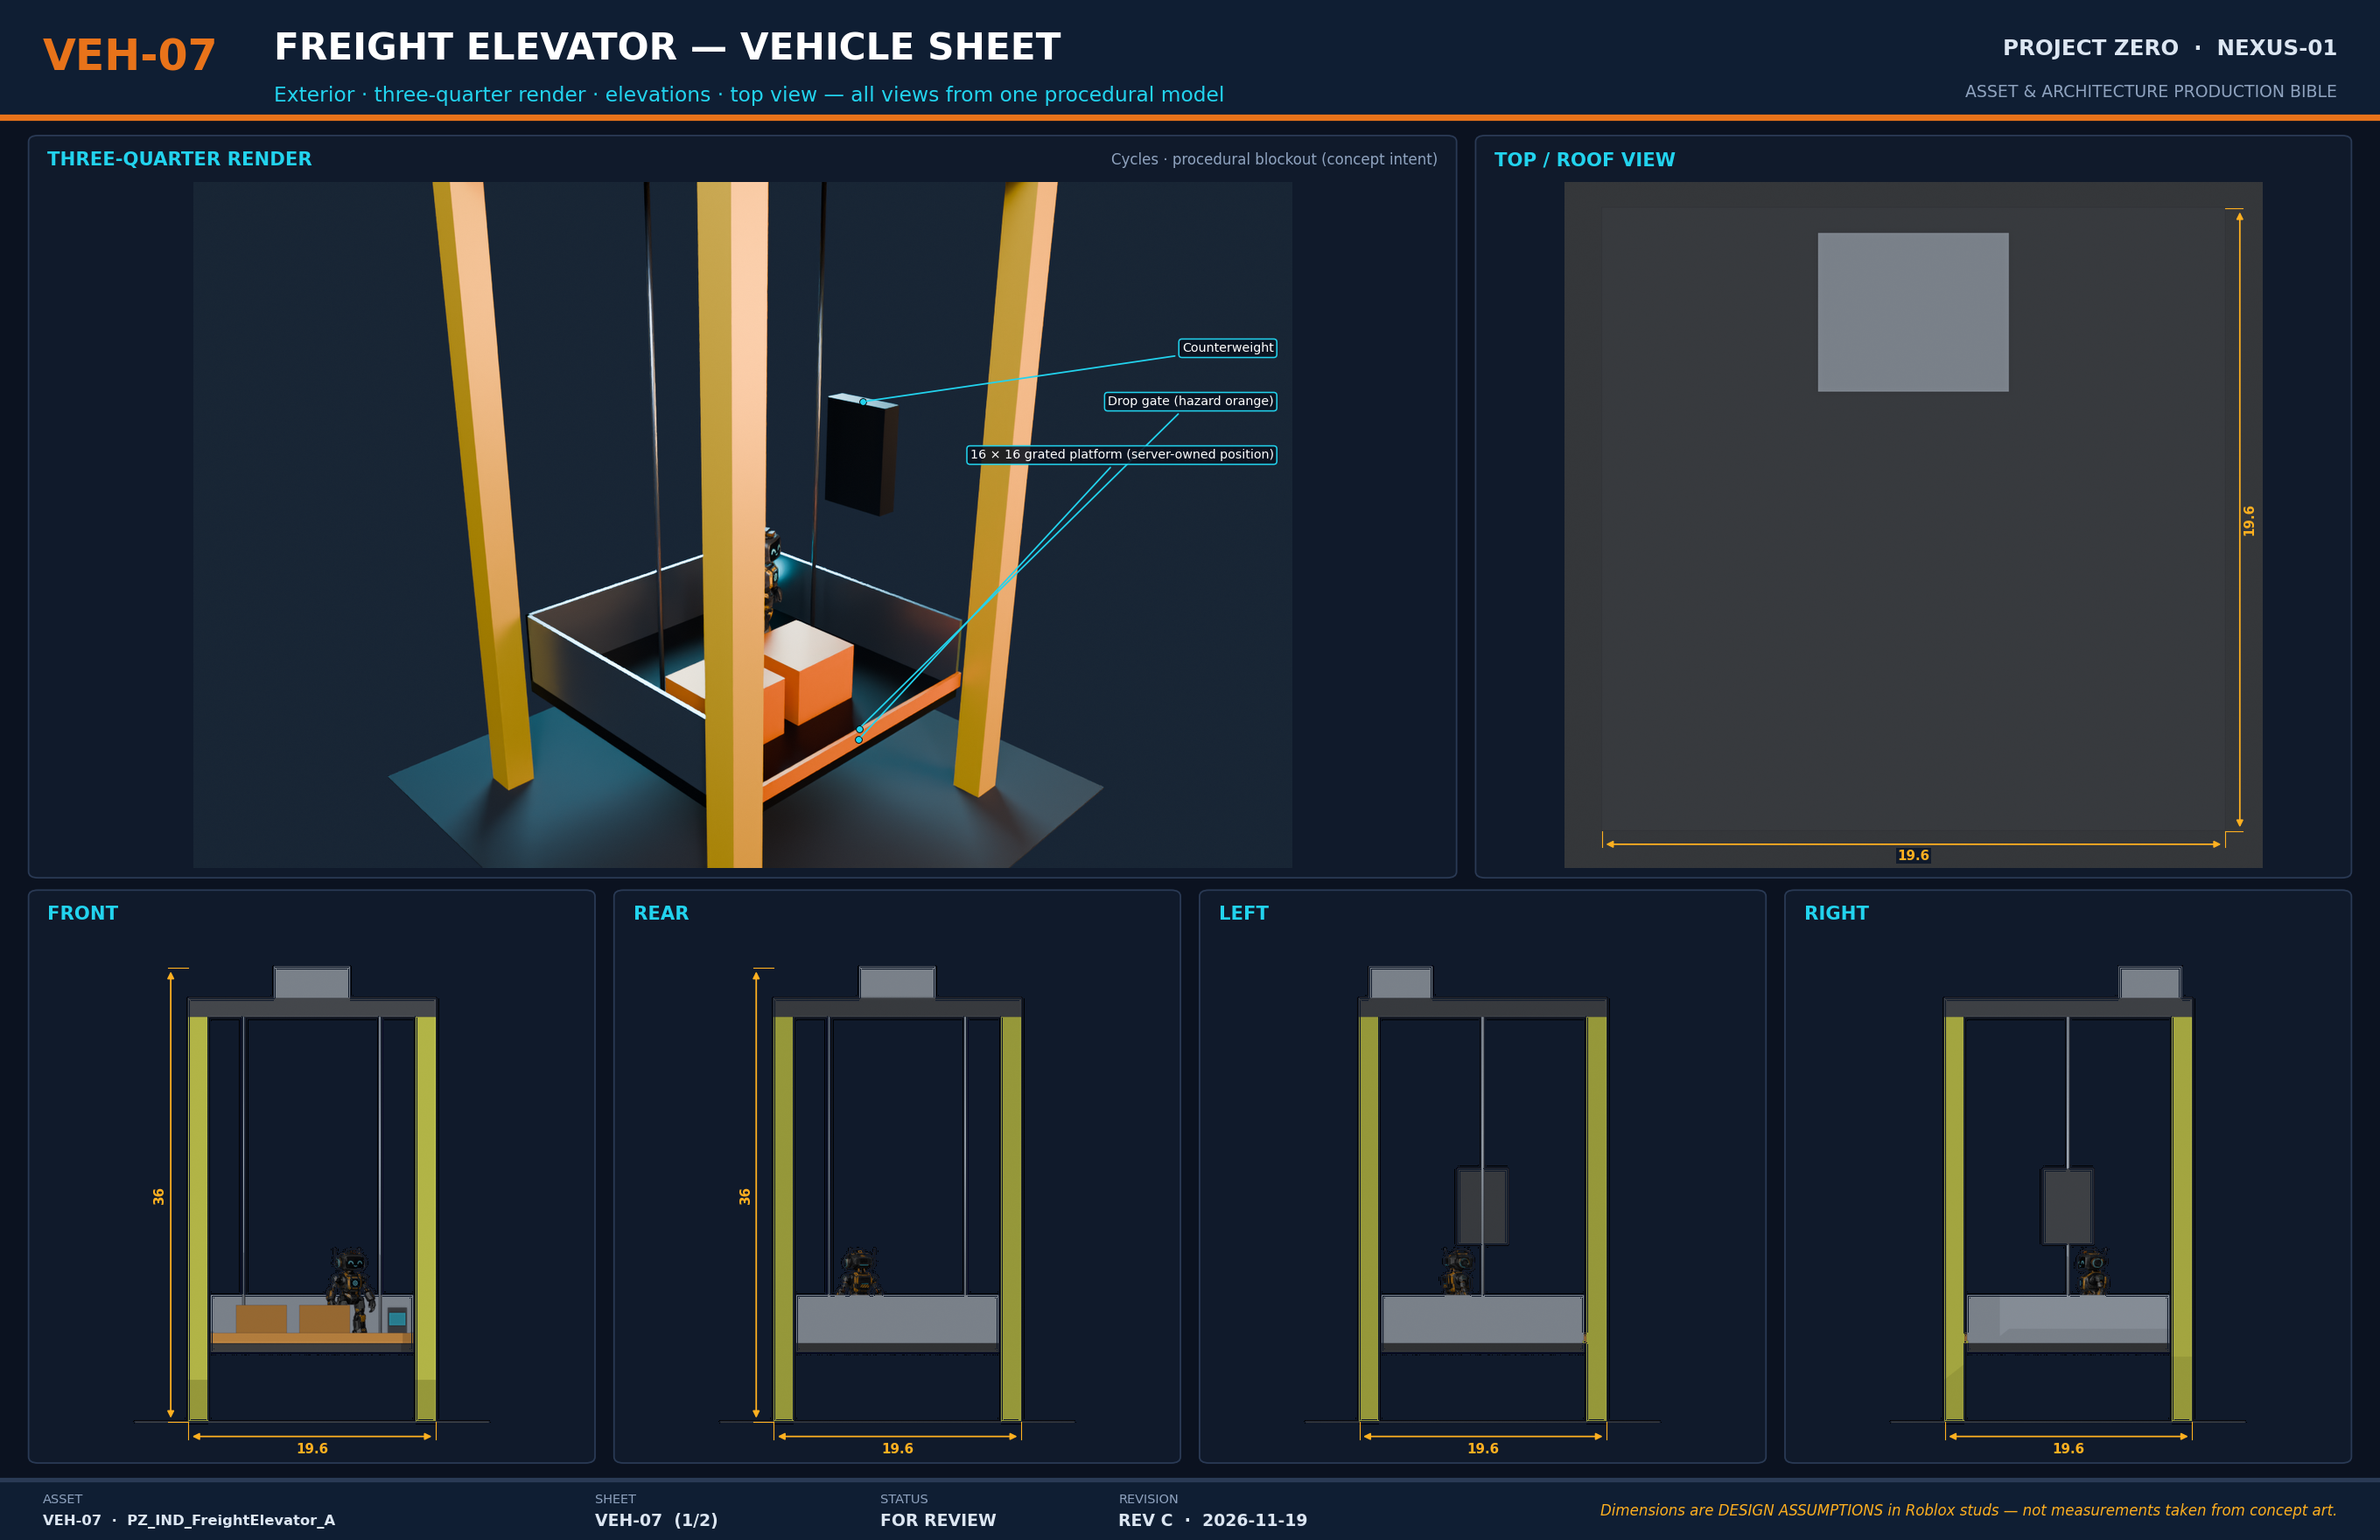 VEH-07
FREIGHT ELEVATOR — VEHICLE SHEET
Exterior · three-quarter render · elevations · top view — all views from one procedural model
PROJECT ZERO · NEXUS-01
ASSET & ARCHITECTURE PRODUCTION BIBLE
THREE-QUARTER RENDER
Cycles · procedural blockout (concept intent)
Counterweight
Drop gate (hazard orange)
16 × 16 grated platform (server-owned position)
TOP / ROOF VIEW
19.6
19.6
FRONT
36
19.6
REAR
36
19.6
LEFT
19.6
RIGHT
19.6
ASSET
VEH-07 · PZ_IND_FreightElevator_A
SHEET
VEH-07 (1/2)
STATUS
FOR REVIEW
REVISION
REV C · 2026-11-19
Dimensions are DESIGN ASSUMPTIONS in Roblox studs — not measurements taken from concept art.